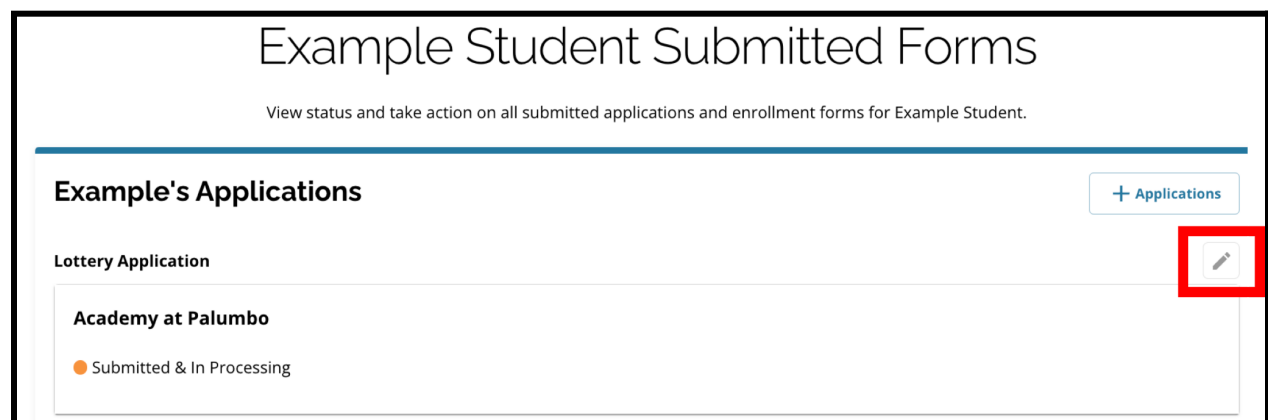 Example Student Submitted Forms
View status and take action on all submitted applications and enrollment forms for Example Student.
Example's Applications
+ Applications
Lottery Application
Academy at Palumbo
Submitted & In Processing